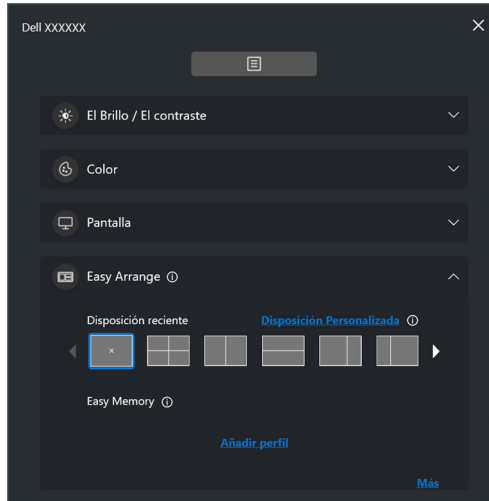 Dell XXXXXX
El Brillo / El contraste
Color
Pantalla
Easy Arrange
Disposición reciente Disposición Personalizada
Easy Memory
Añadir perfil
Más